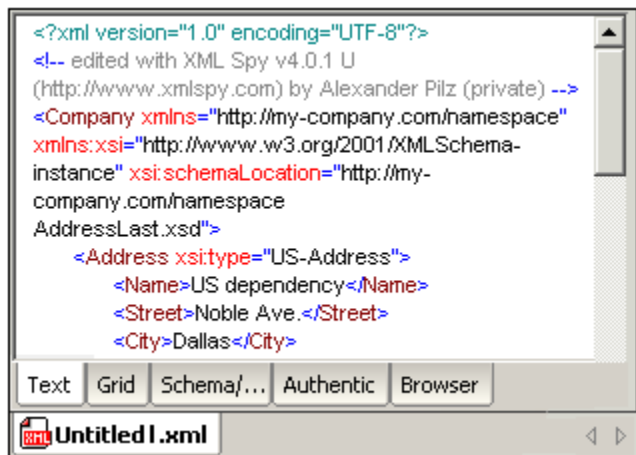 <?xml version="1.0" encoding="UTF-8"?>
<!-- edited with XML Spy v4.0.1 U
(http://www.xmlspy.com) by Alexander Pilz (private) -->
<Company xmlns="http://my-company.com/namespace"
xmlns:xsi="http://www.w3.org/2001/XMLSchema-
instance" xsi:schemaLocation="http://my-
company.com/namespace
AddressLast.xsd">
<Address xsi:type="US-Address">
<Name>US dependency</Name>
<Street>Noble Ave.</Street>
<City>Dallas</City>
Text Grid Schema/... Authentic Browser
XML Untitled1.xml